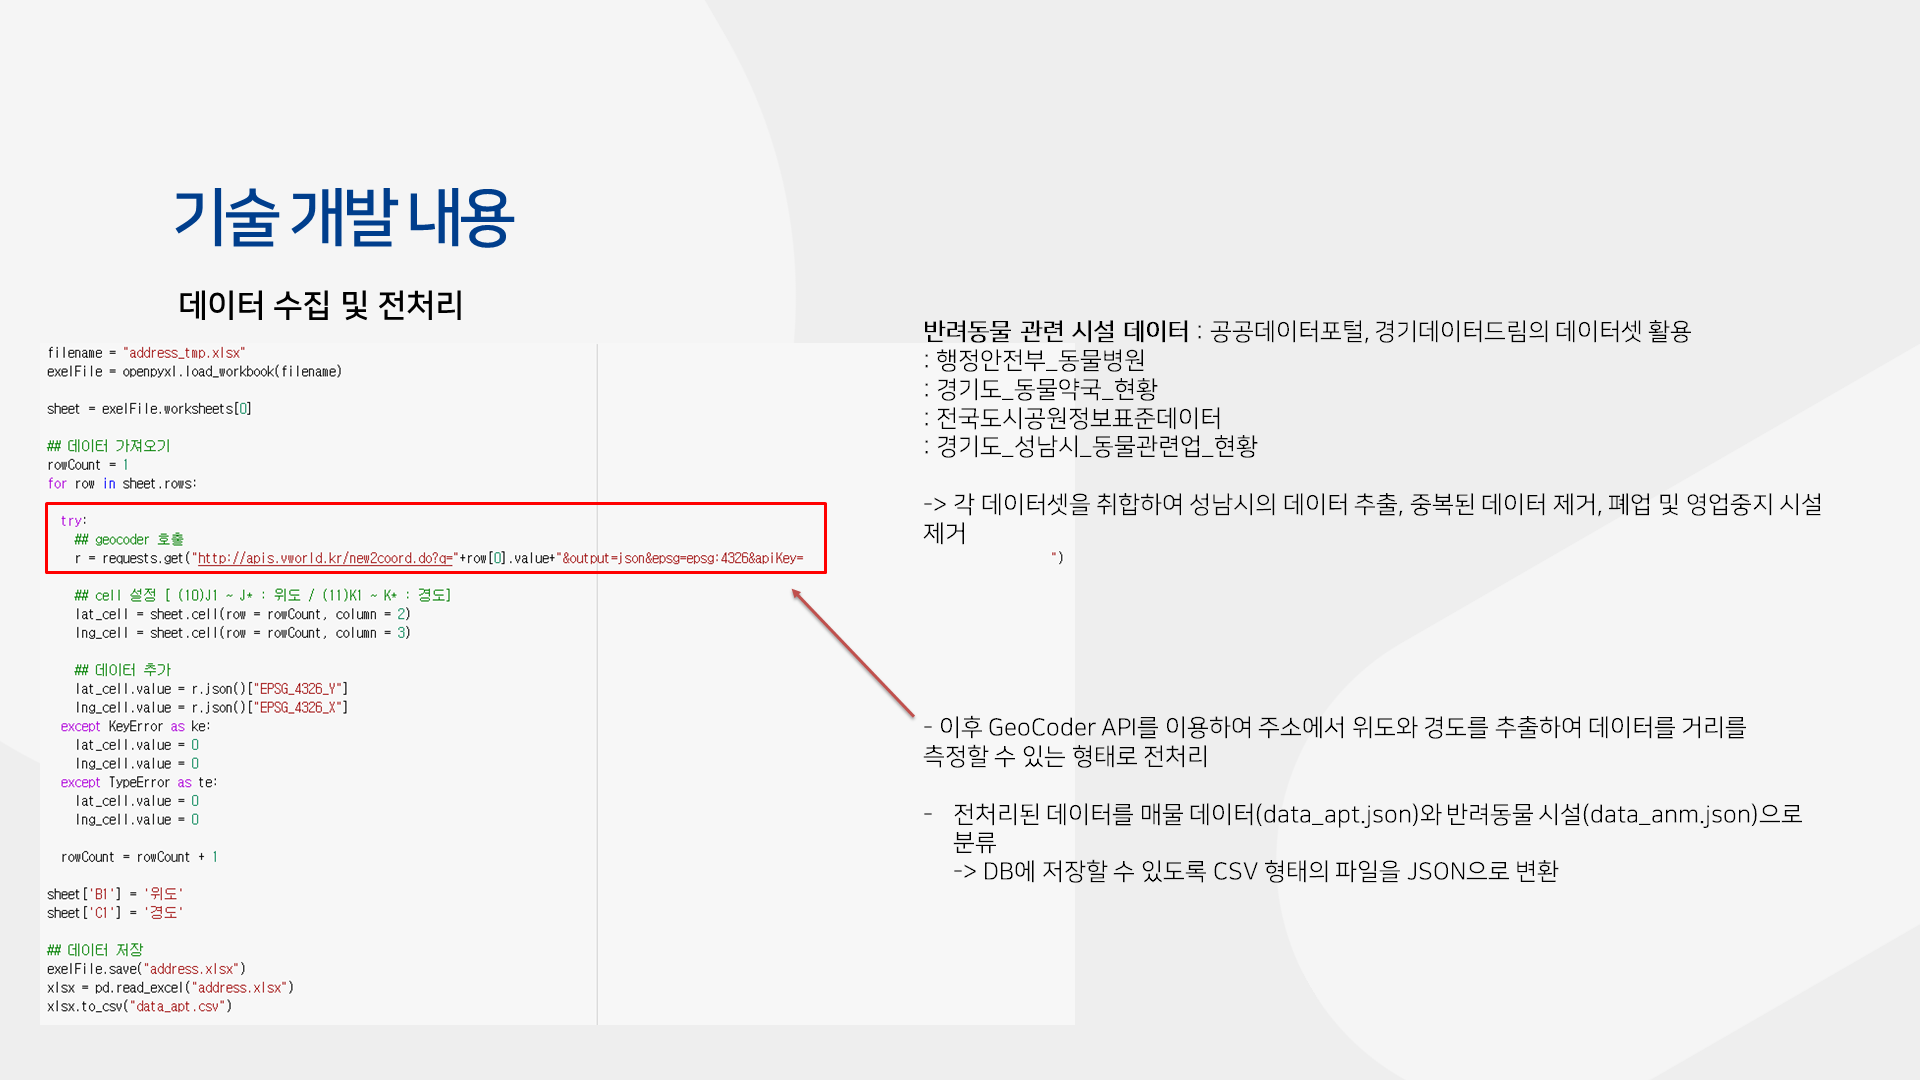 기술 개발 내용
데이터 수집 및 전처리
filename = "address_tmp.xlsx"
exelFile = openpyxl.load_workbook(filename)
sheet = exelFile.worksheets[0]
## 데이터 가져오기
rowCount = 1
for row in sheet.rows:
try:
## geocoder 호출
r = requests.get("http://apis.vworld.kr/new2coord.do?q="+row[0].value+"&output=json&epsg=epsg:4326&apiKey= ")
## cell 설정 [ (10)J1 ~ J* : 위도 / (11)K1 ~ K* : 경도]
lat_cell = sheet.cell(row = rowCount, column = 2)
lng_cell = sheet.cell(row = rowCount, column = 3)
## 데이터 추가
lat_cell.value = r.json()["EPSG_4326_Y"]
lng_cell.value = r.json()["EPSG_4326_X"]
except KeyError as ke:
lat_cell.value = 0
lng_cell.value = 0
except TypeError as te:
lat_cell.value = 0
lng_cell.value = 0
rowCount = rowCount + 1
sheet['B1'] = '위도'
sheet['C1'] = '경도'
## 데이터 저장
exelFile.save("address.xlsx")
xlsx = pd.read_excel("address.xlsx")
xlsx.to_csv("data_apt.csv")
반려동물 관련 시설 데이터 : 공공데이터포털, 경기데이터드림의 데이터셋 활용
: 행정안전부_동물병원
: 경기도_동물약국_현황
: 전국도시공원정보표준데이터
: 경기도_성남시_동물관련업_현황
-> 각 데이터셋을 취합하여 성남시의 데이터 추출, 중복된 데이터 제거, 폐업 및 영업중지 시설
제거
- 이후 GeoCoder API를 이용하여 주소에서 위도와 경도를 추출하여 데이터를 거리를
측정할 수 있는 형태로 전처리
- 전처리된 데이터를 매물 데이터(data_apt.json)와 반려동물 시설(data_anm.json)으로
분류
-> DB에 저장할 수 있도록 CSV 형태의 파일을 JSON으로 변환